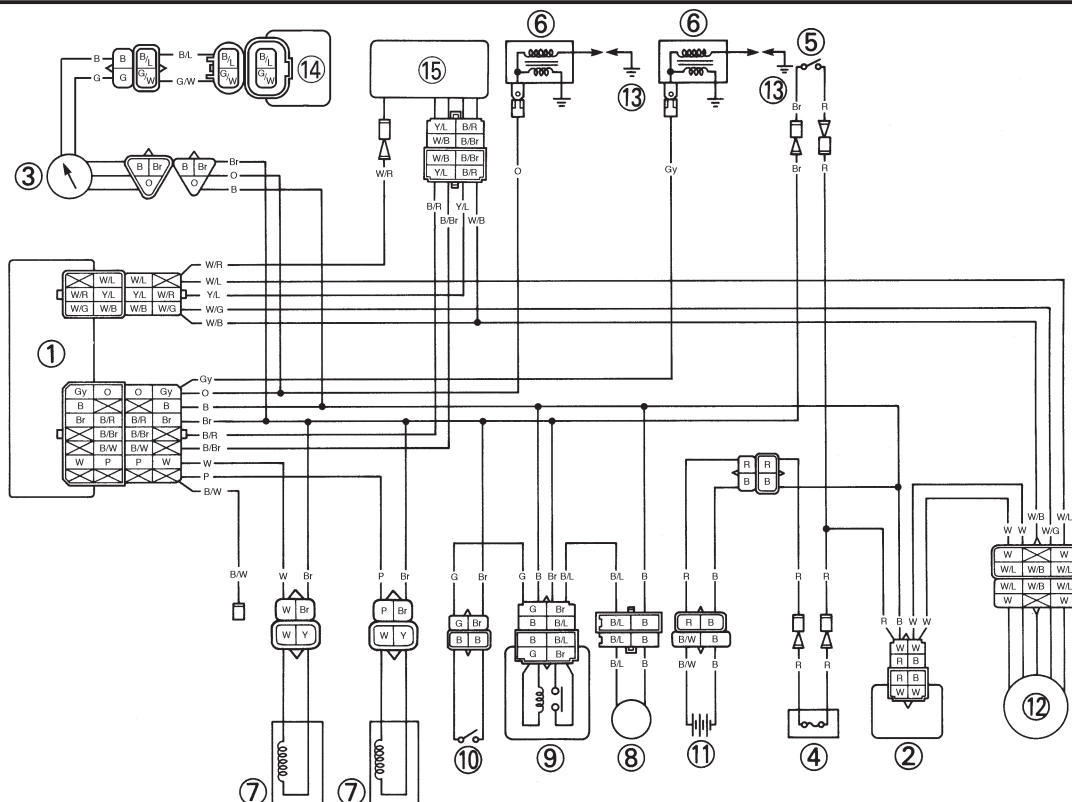 ⑥ ⑥ ⑤
B B B/L B/L B/L B/L ⑭
G G G/W G/W G/W G/W
⑮
⑬ ⑬
Br R
Y/L B/R
W/B B/Br
W/B B/Br
Y/L B/R
W/R
O Gy
Br R
③
B Br
O
B Br
O
Br
O
B
B/R Y/L
B/Br W/B
W/R
W/L W/L W/L
W/R Y/L Y/L W/R Y/L
W/G W/B W/B W/G W/G
W/B
①
Gy
Gy O O Gy O
B B B
Br B/R B/R Br Br
B/Br B/Br B/R
B/W B/W B/Br
W P P W W
P
B/W
R R
B B
W/B W/L
W W W/G
W W
W/L W/B W/L
W/L W/B W/L
W W
B/W W Br P Br G Br G B Br B/L B/L B R B R R
W Br
W Y
P Br
W Y
G Br
B B
G Br
B B/L
B B/L
G Br
B/L B
B/L B
R B
B/W B
R B W W
W W
R B
R B
W W
B/L B B/W B R R
⑫
⑦ ⑦ ⑩ ⑨ ⑧ ⑪ ④ ②